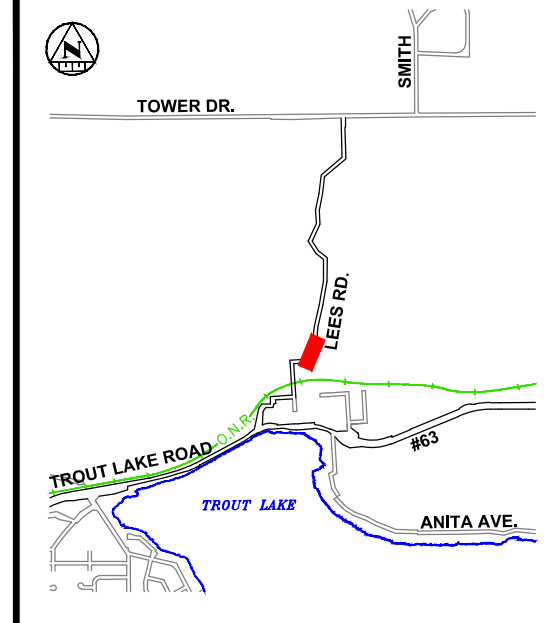 N
SMITH
TOWER DR.
LEES RD.
O.N.R.
#63
TROUT LAKE ROAD
TROUT LAKE
ANITA AVE.